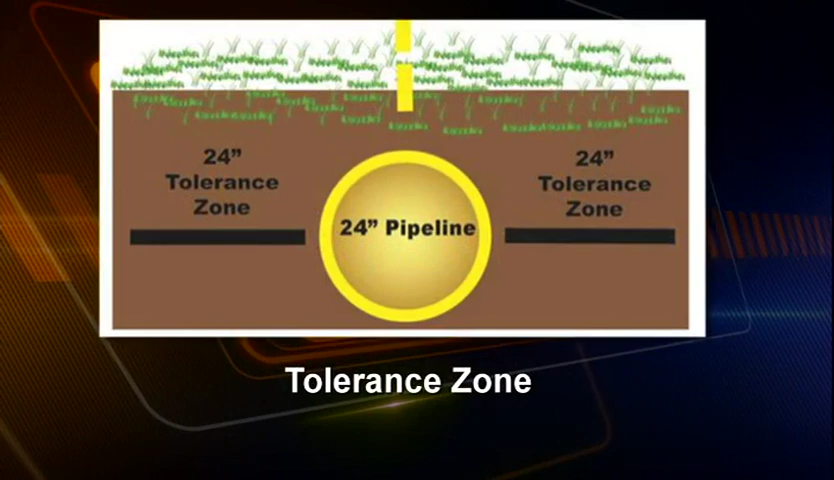 24”
Tolerance
Zone
24”
Tolerance
Zone
24” Pipeline
Tolerance Zone